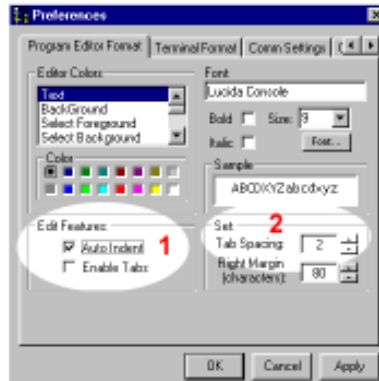 Preferences
Program Editor Format
Terminal Format
Comm Settings
Editor Colors
Text
BackGround
Select Foreground
Select Background
Color
Font
Lucida Console
Bold
Size:
9
Italic
Font...
Sample
ABCDXYZabcdxyz
Edit Features:
Auto Indent
1
Enable Tabs
Set
2
Tab Spacing:
2
Right Margin
(characters):
80
OK
Cancel
Apply